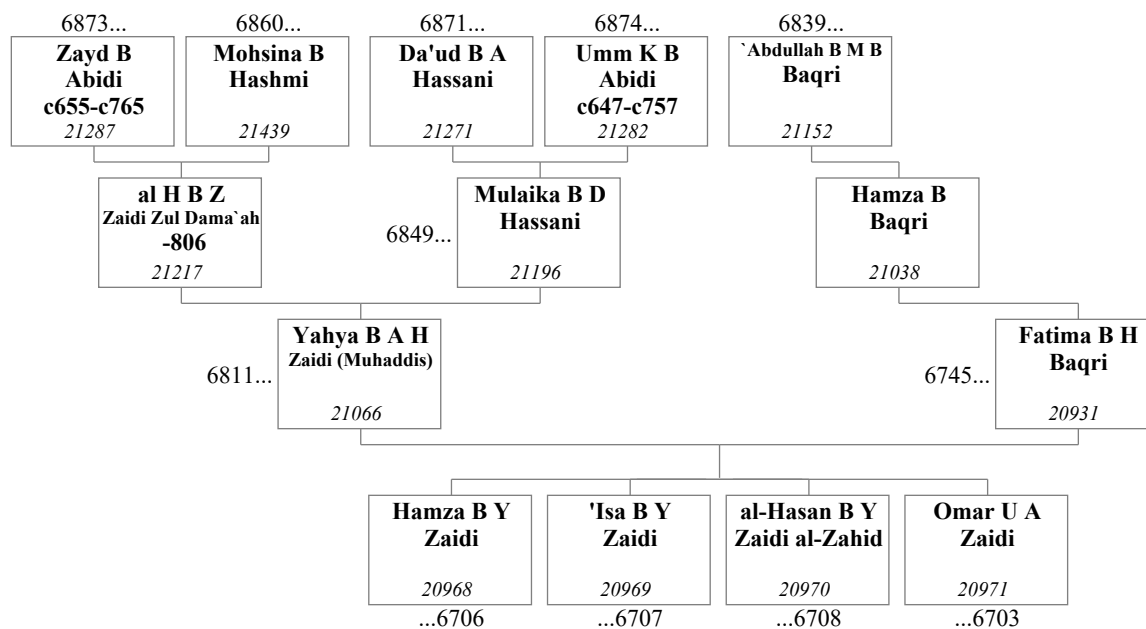 6873...
6860...
6871...
6874...
6839...
Zayd B
Abidi
c655-c765
21287
Mohsina B
Hashmi
21439
Da'ud B A
Hassani
21271
Umm K B
Abidi
c647-c757
21282
`Abdullah B M B
Baqri
21152
al H B Z
Zaidi Zul Dama`ah
-806
21217
6849...
Mulaika B D
Hassani
21196
Hamza B
Baqri
21038
6811...
Yahya B A H
Zaidi (Muhaddis)
21066
6745...
Fatima B H
Baqri
20931
Hamza B Y
Zaidi
20968
'Isa B Y
Zaidi
20969
al-Hasan B Y
Zaidi al-Zahid
20970
Omar U A
Zaidi
20971
...6706
...6707
...6708
...6703